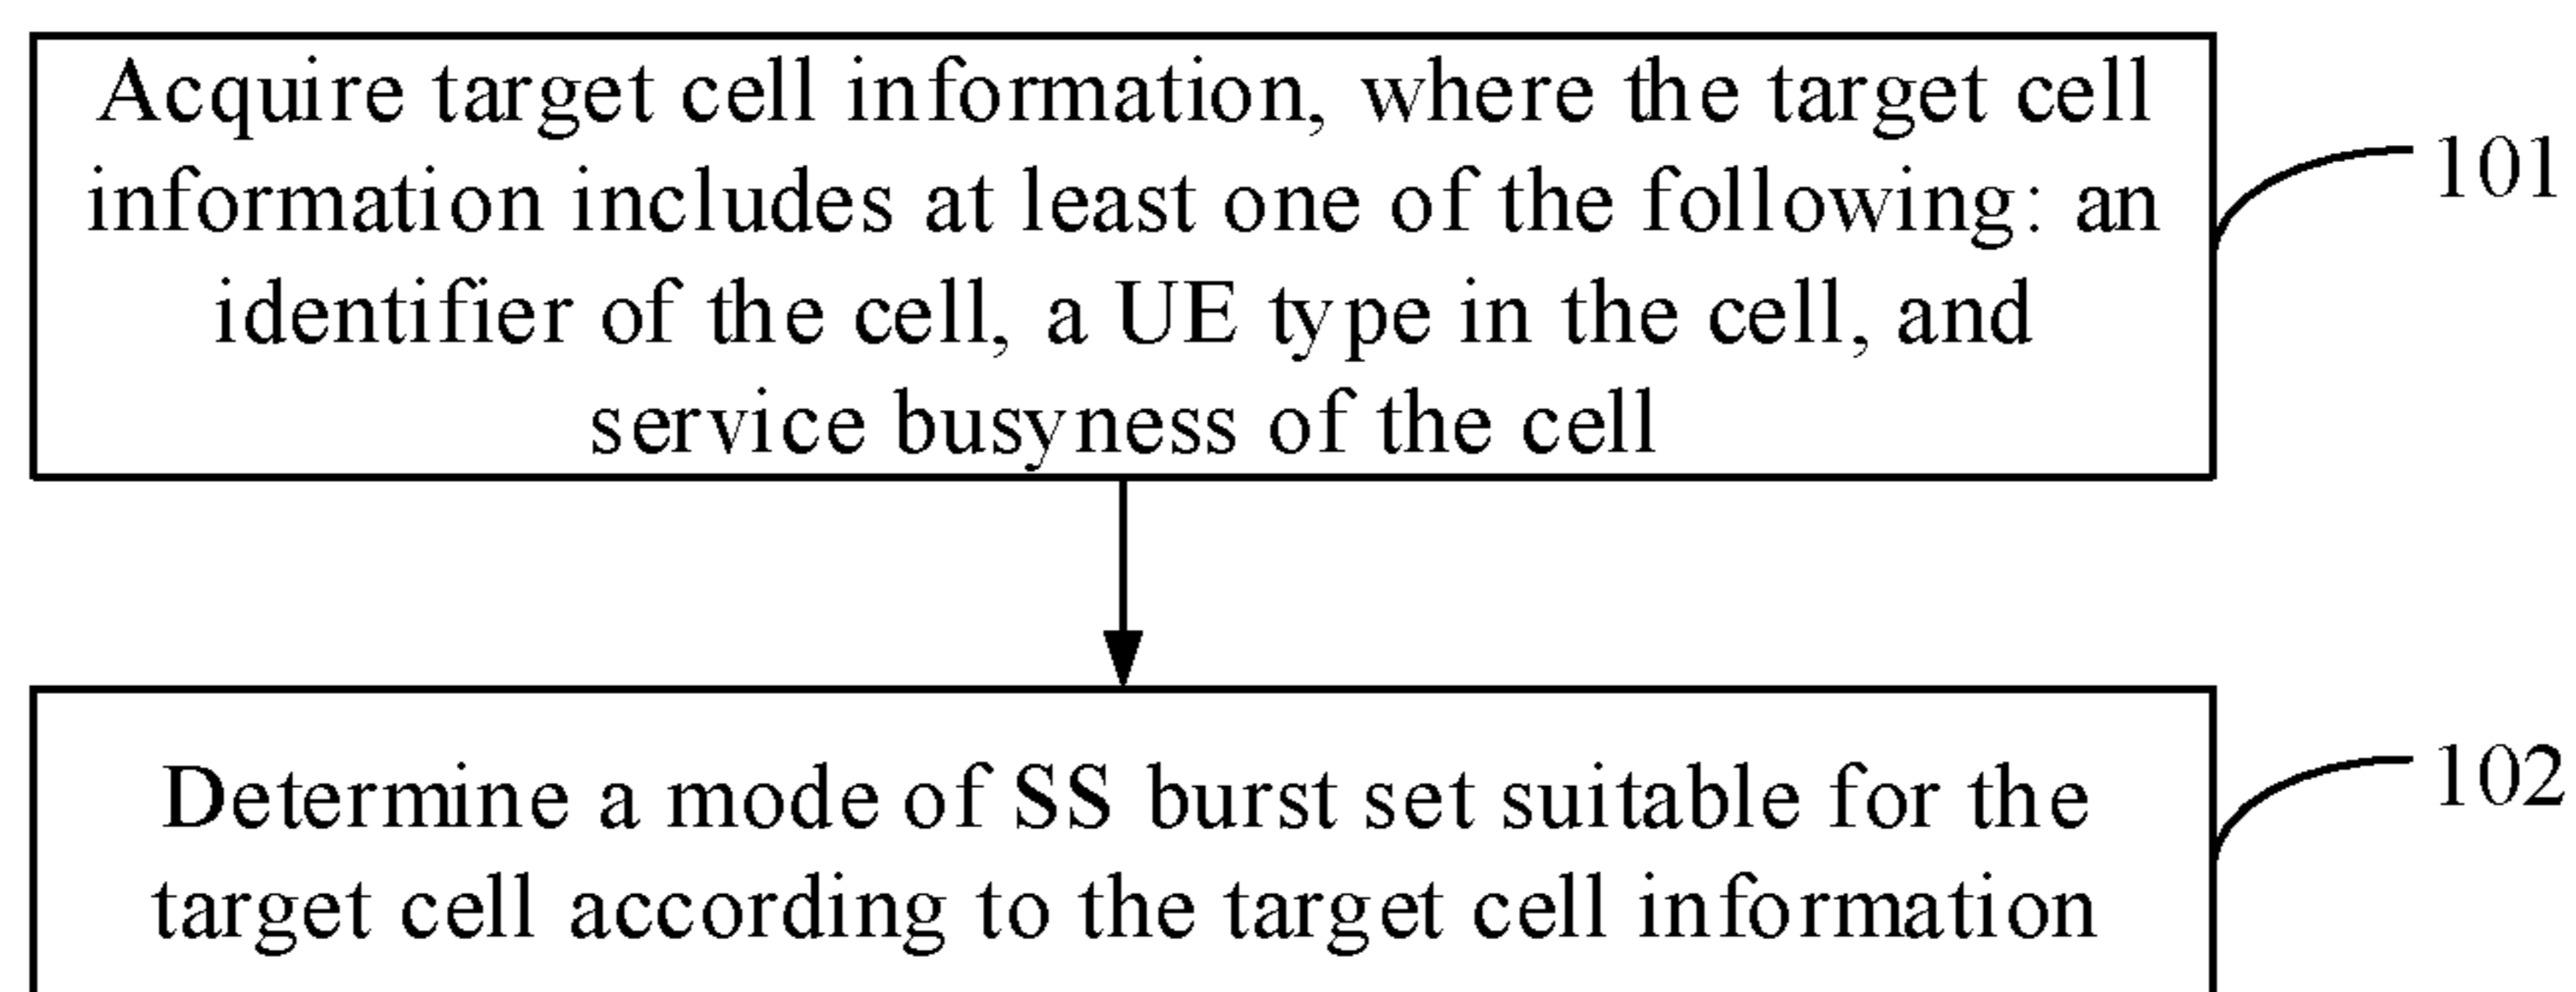 Acquire target cell information, where the target cell
information includes at least one of the following: an
identifier of the cell, a UE type in the cell, and
service busyness of the cell
101
Determine a mode of SS burst set suitable for the
target cell according to the target cell information
102